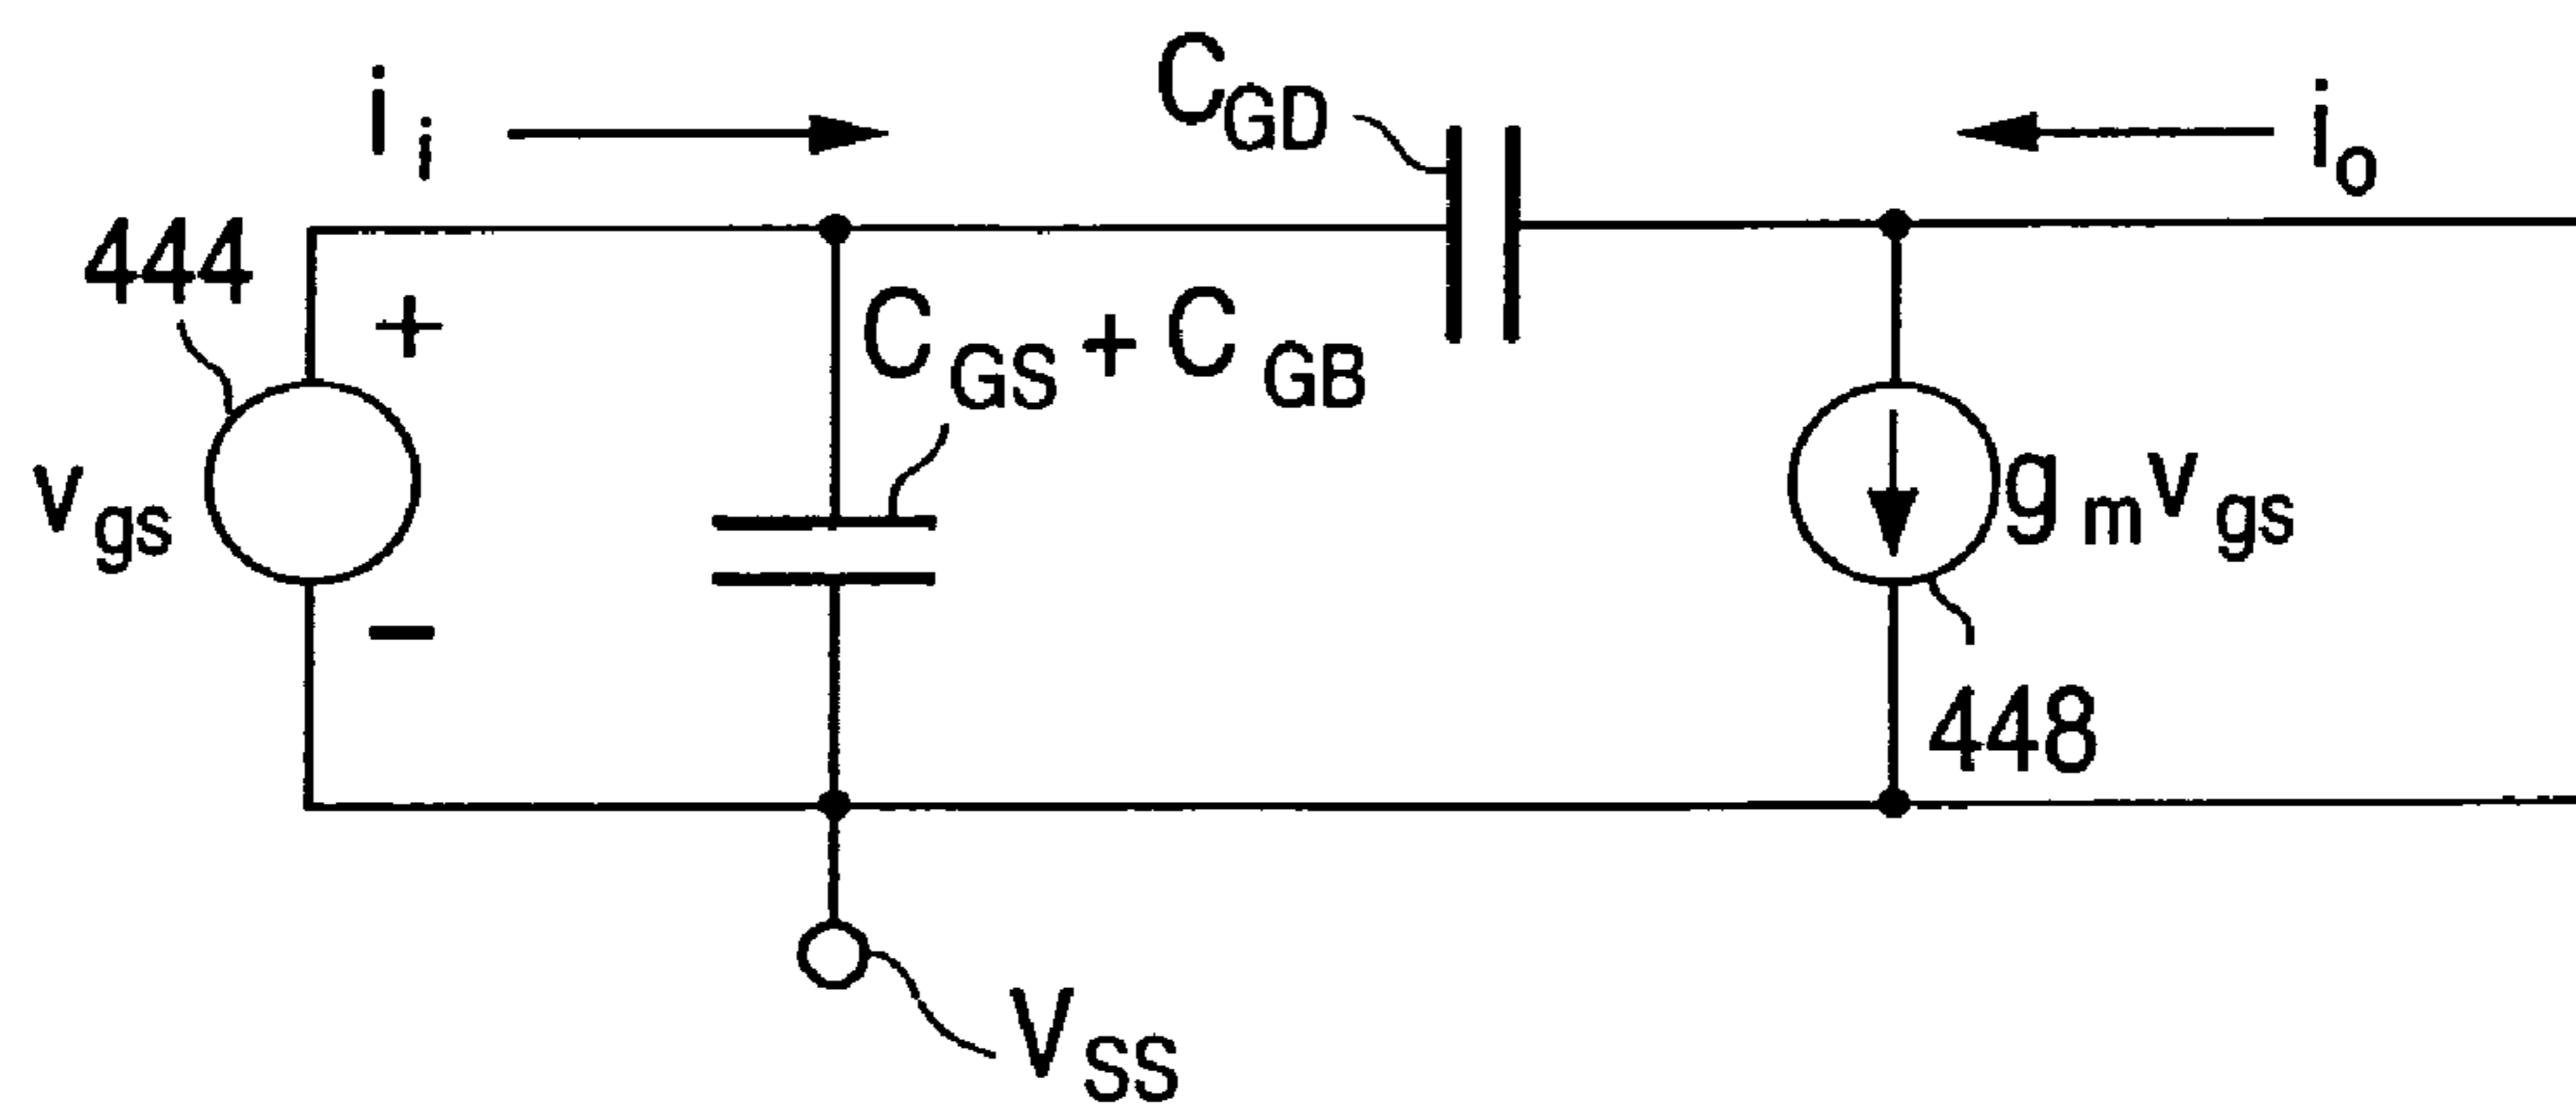 i_i
C_GD
i_o
444
+
C_GS + C_GB
v_gs
g_m v_gs
−
448
V_SS